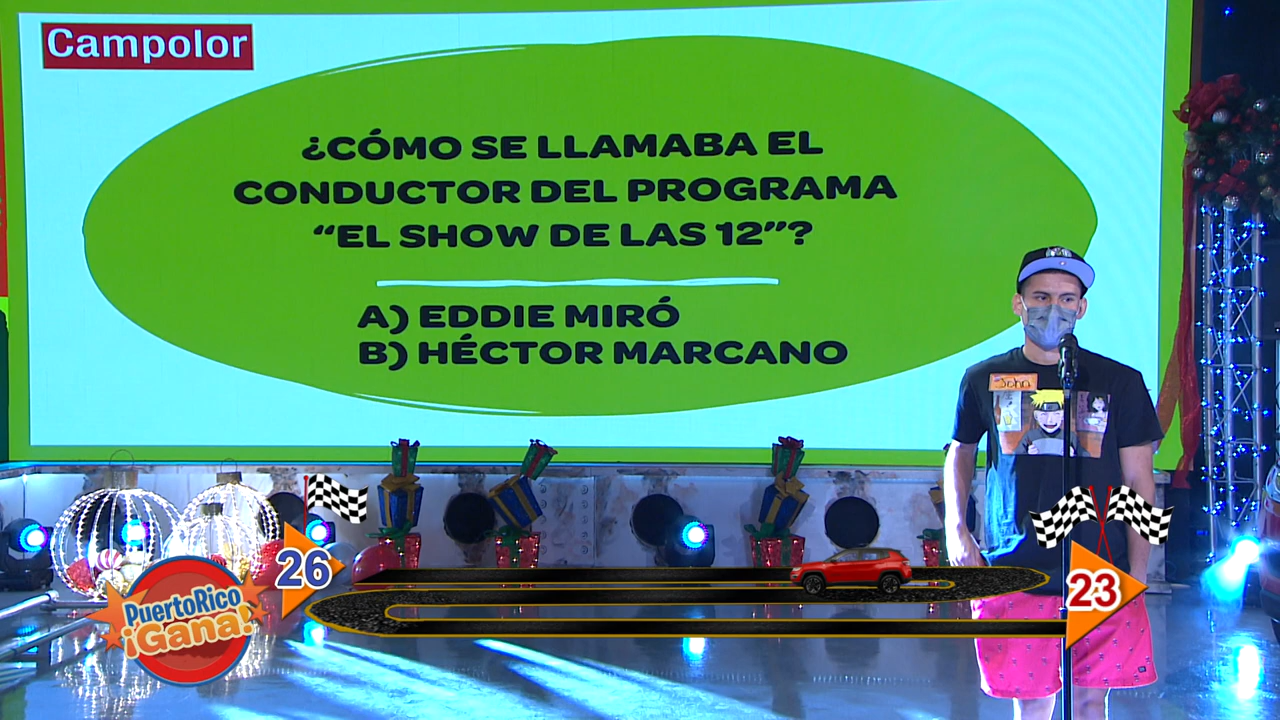 Campolor
¿CÓMO SE LLAMABA EL
CONDUCTOR DEL PROGRAMA
“EL SHOW DE LAS 12”?
A) EDDIE MIRÓ
B) HÉCTOR MARCANO
John
26
23
PuertoRico
¡Gana!